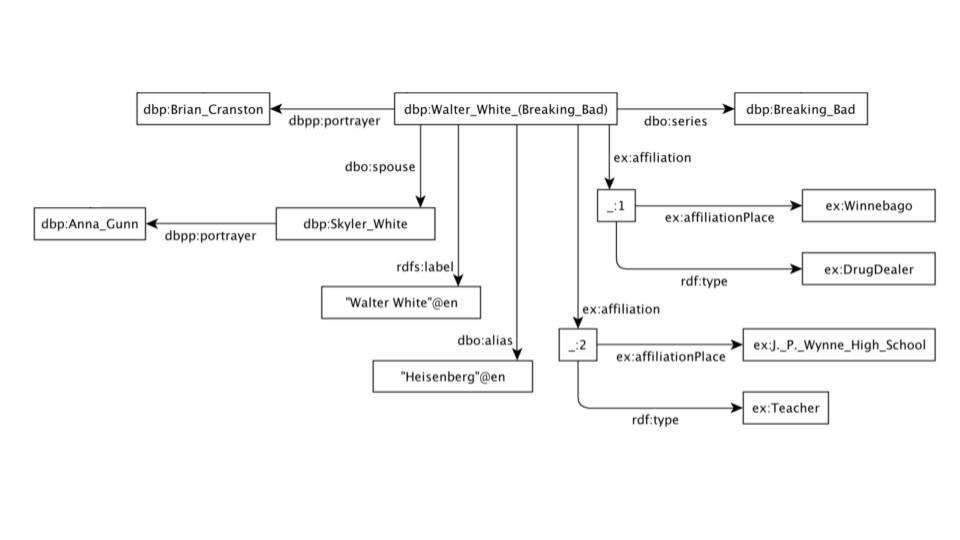 dbp:Brian_Cranston
dbpp:portrayer
dbp:Walter_White_(Breaking_Bad)
dbo:series
dbp:Breaking_Bad
dbo:spouse
ex:affiliation
_:1
ex:affiliationPlace
ex:Winnebago
dbp:Anna_Gunn
dbpp:portrayer
dbp:Skyler_White
rdfs:label
rdf:type
ex:DrugDealer
"Walter White"@en
ex:affiliation
dbo:alias
_:2
ex:affiliationPlace
ex:J._P._Wynne_High_School
"Heisenberg"@en
rdf:type
ex:Teacher